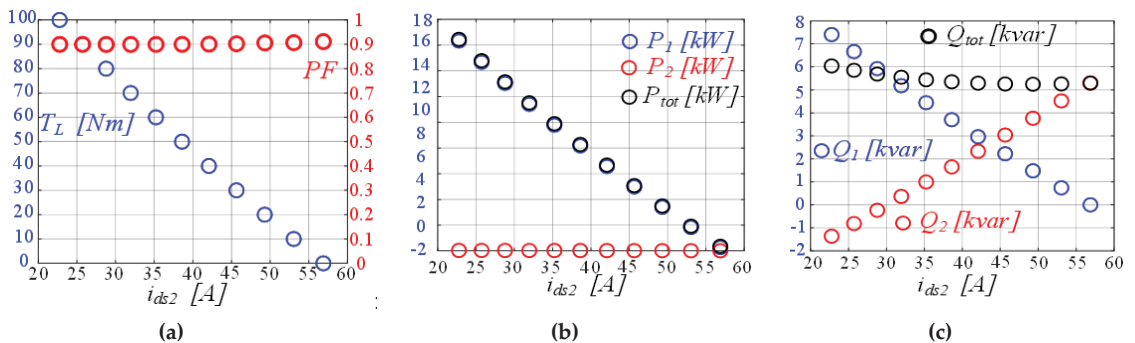 100
90
80
70
60
50
40
30
20
10
0
1
0.9
0.8
0.7
0.6
0.5
0.4
0.3
0.2
0.1
0
PF
T_L [Nm]
20 25 30 35 40 45 50 55 60
i_ds2 [A]
(a)
18
16
14
12
10
8
6
4
2
0
-2
P_1 [kW]
P_2 [kW]
P_tot [kW]
20 25 30 35 40 45 50 55 60
i_ds2 [A]
(b)
8
7
6
5
4
3
2
1
0
-1
-2
Q_tot [kvar]
Q_1 [kvar]
Q_2 [kvar]
20 25 30 35 40 45 50 55 60
i_ds2 [A]
(c)